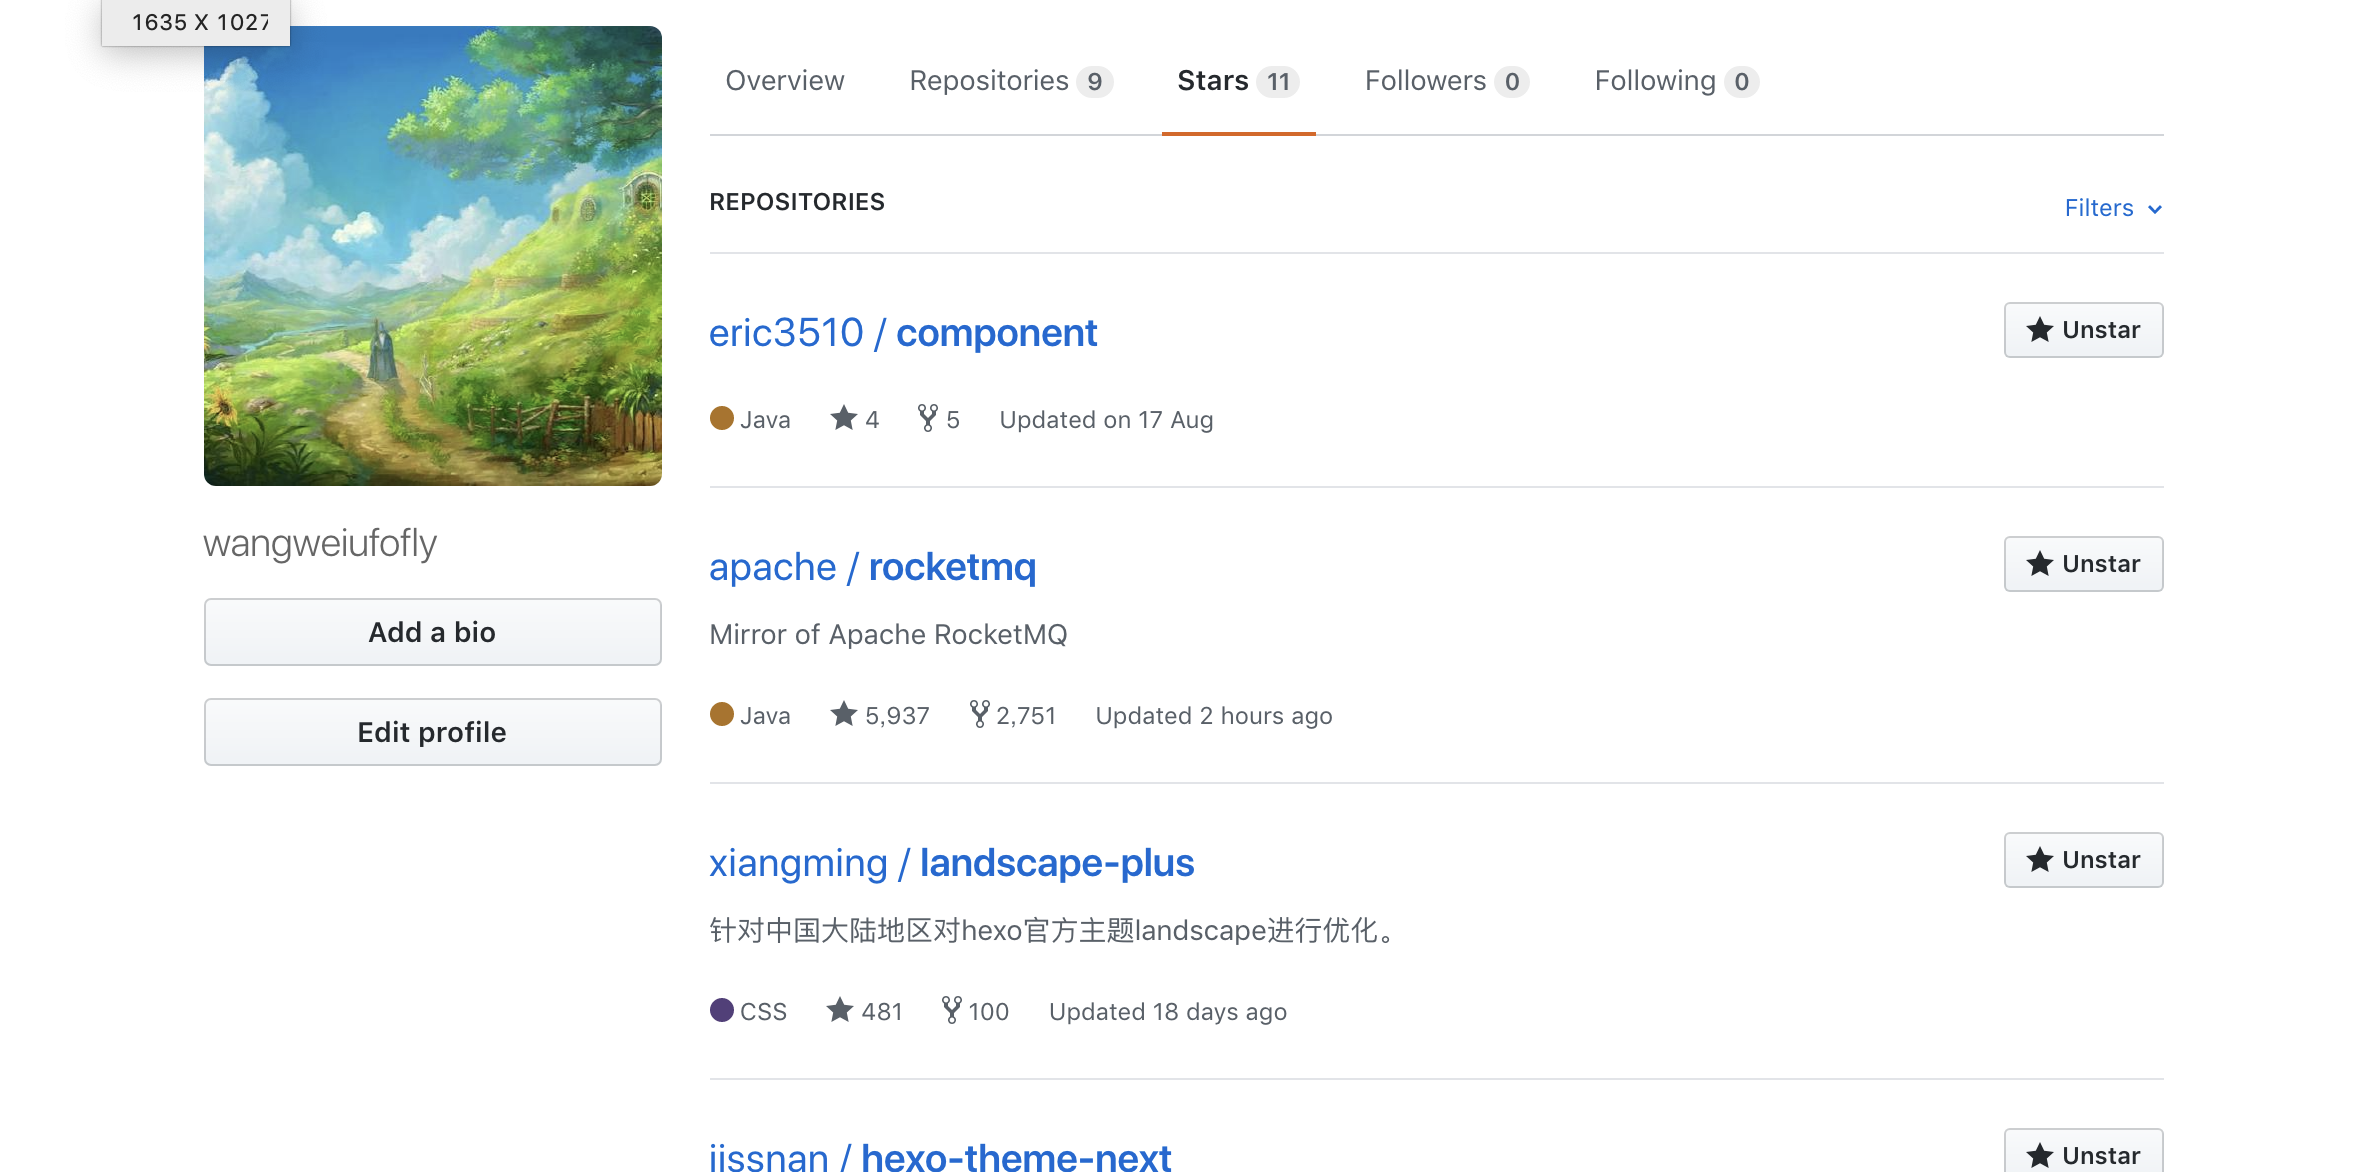 1635 X 1027
Overview Repositories 9 Stars 11 Followers 0 Following 0
REPOSITORIES
Filters
eric3510 / component
Unstar
Java 4 5 Updated on 17 Aug
wangweiufofly
Add a bio
Edit profile
apache / rocketmq
Unstar
Mirror of Apache RocketMQ
Java 5,937 2,751 Updated 2 hours ago
xiangming / landscape-plus
Unstar
针对中国大陆地区对hexo官方主题landscape进行优化。
CSS 481 100 Updated 18 days ago
iissnan / hexo-theme-next
Unstar